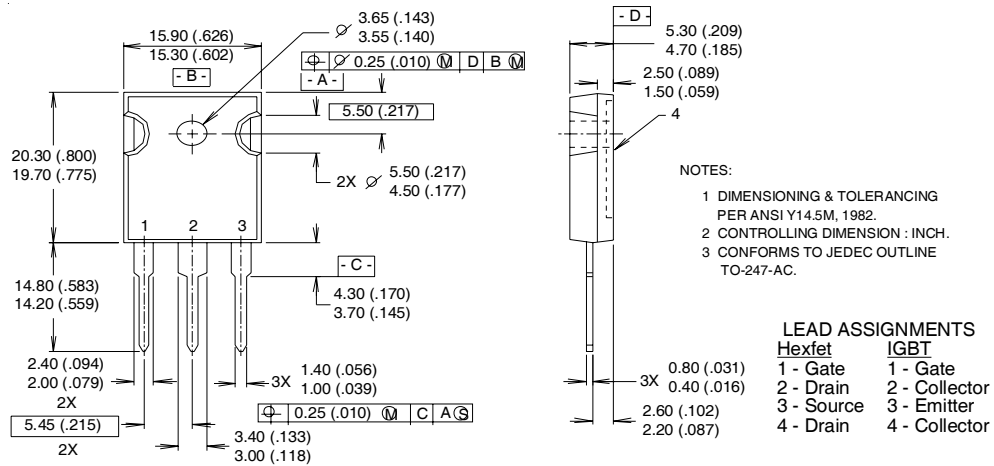 15.90 (.626)
15.30 (.602)
- B -
3.65 (.143)
3.55 (.140)
⌖ ⌀ 0.25 (.010) Ⓜ D B Ⓜ
- A -
5.50 (.217)
20.30 (.800)
19.70 (.775)
2X ⌀ 5.50 (.217)
4.50 (.177)
1 2 3
- C -
14.80 (.583)
14.20 (.559)
4.30 (.170)
3.70 (.145)
2.40 (.094)
2.00 (.079)
2X
5.45 (.215)
2X
3X 1.40 (.056)
1.00 (.039)
⌖ 0.25 (.010) Ⓜ C A Ⓢ
3.40 (.133)
3.00 (.118)
- D -
5.30 (.209)
4.70 (.185)
2.50 (.089)
1.50 (.059)
4
3X 0.80 (.031)
0.40 (.016)
2.60 (.102)
2.20 (.087)
NOTES:
1 DIMENSIONING & TOLERANCING
PER ANSI Y14.5M, 1982.
2 CONTROLLING DIMENSION : INCH.
3 CONFORMS TO JEDEC OUTLINE
TO-247-AC.
LEAD ASSIGNMENTS
Hexfet IGBT
1 - Gate 1 - Gate
2 - Drain 2 - Collector
3 - Source 3 - Emitter
4 - Drain 4 - Collector